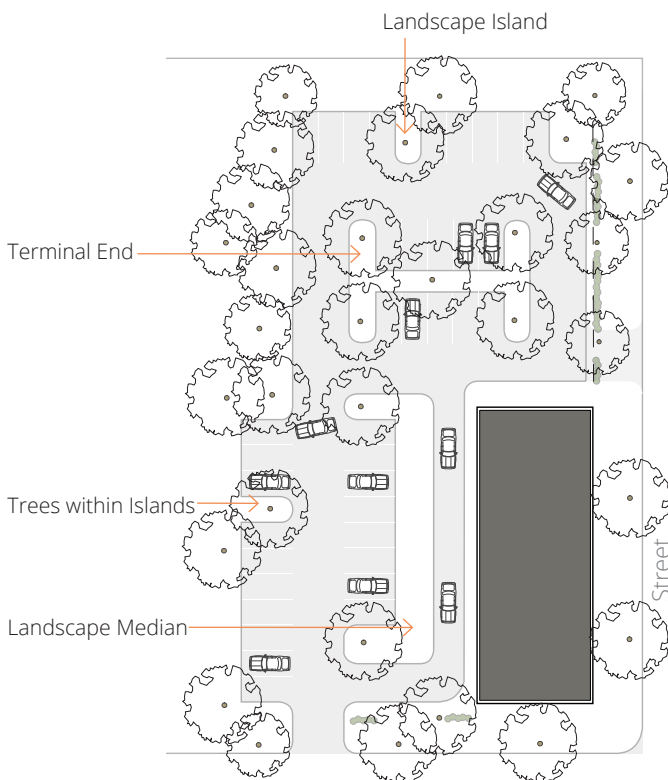 Landscape Island
Terminal End
Trees within Islands
Street
Landscape Median